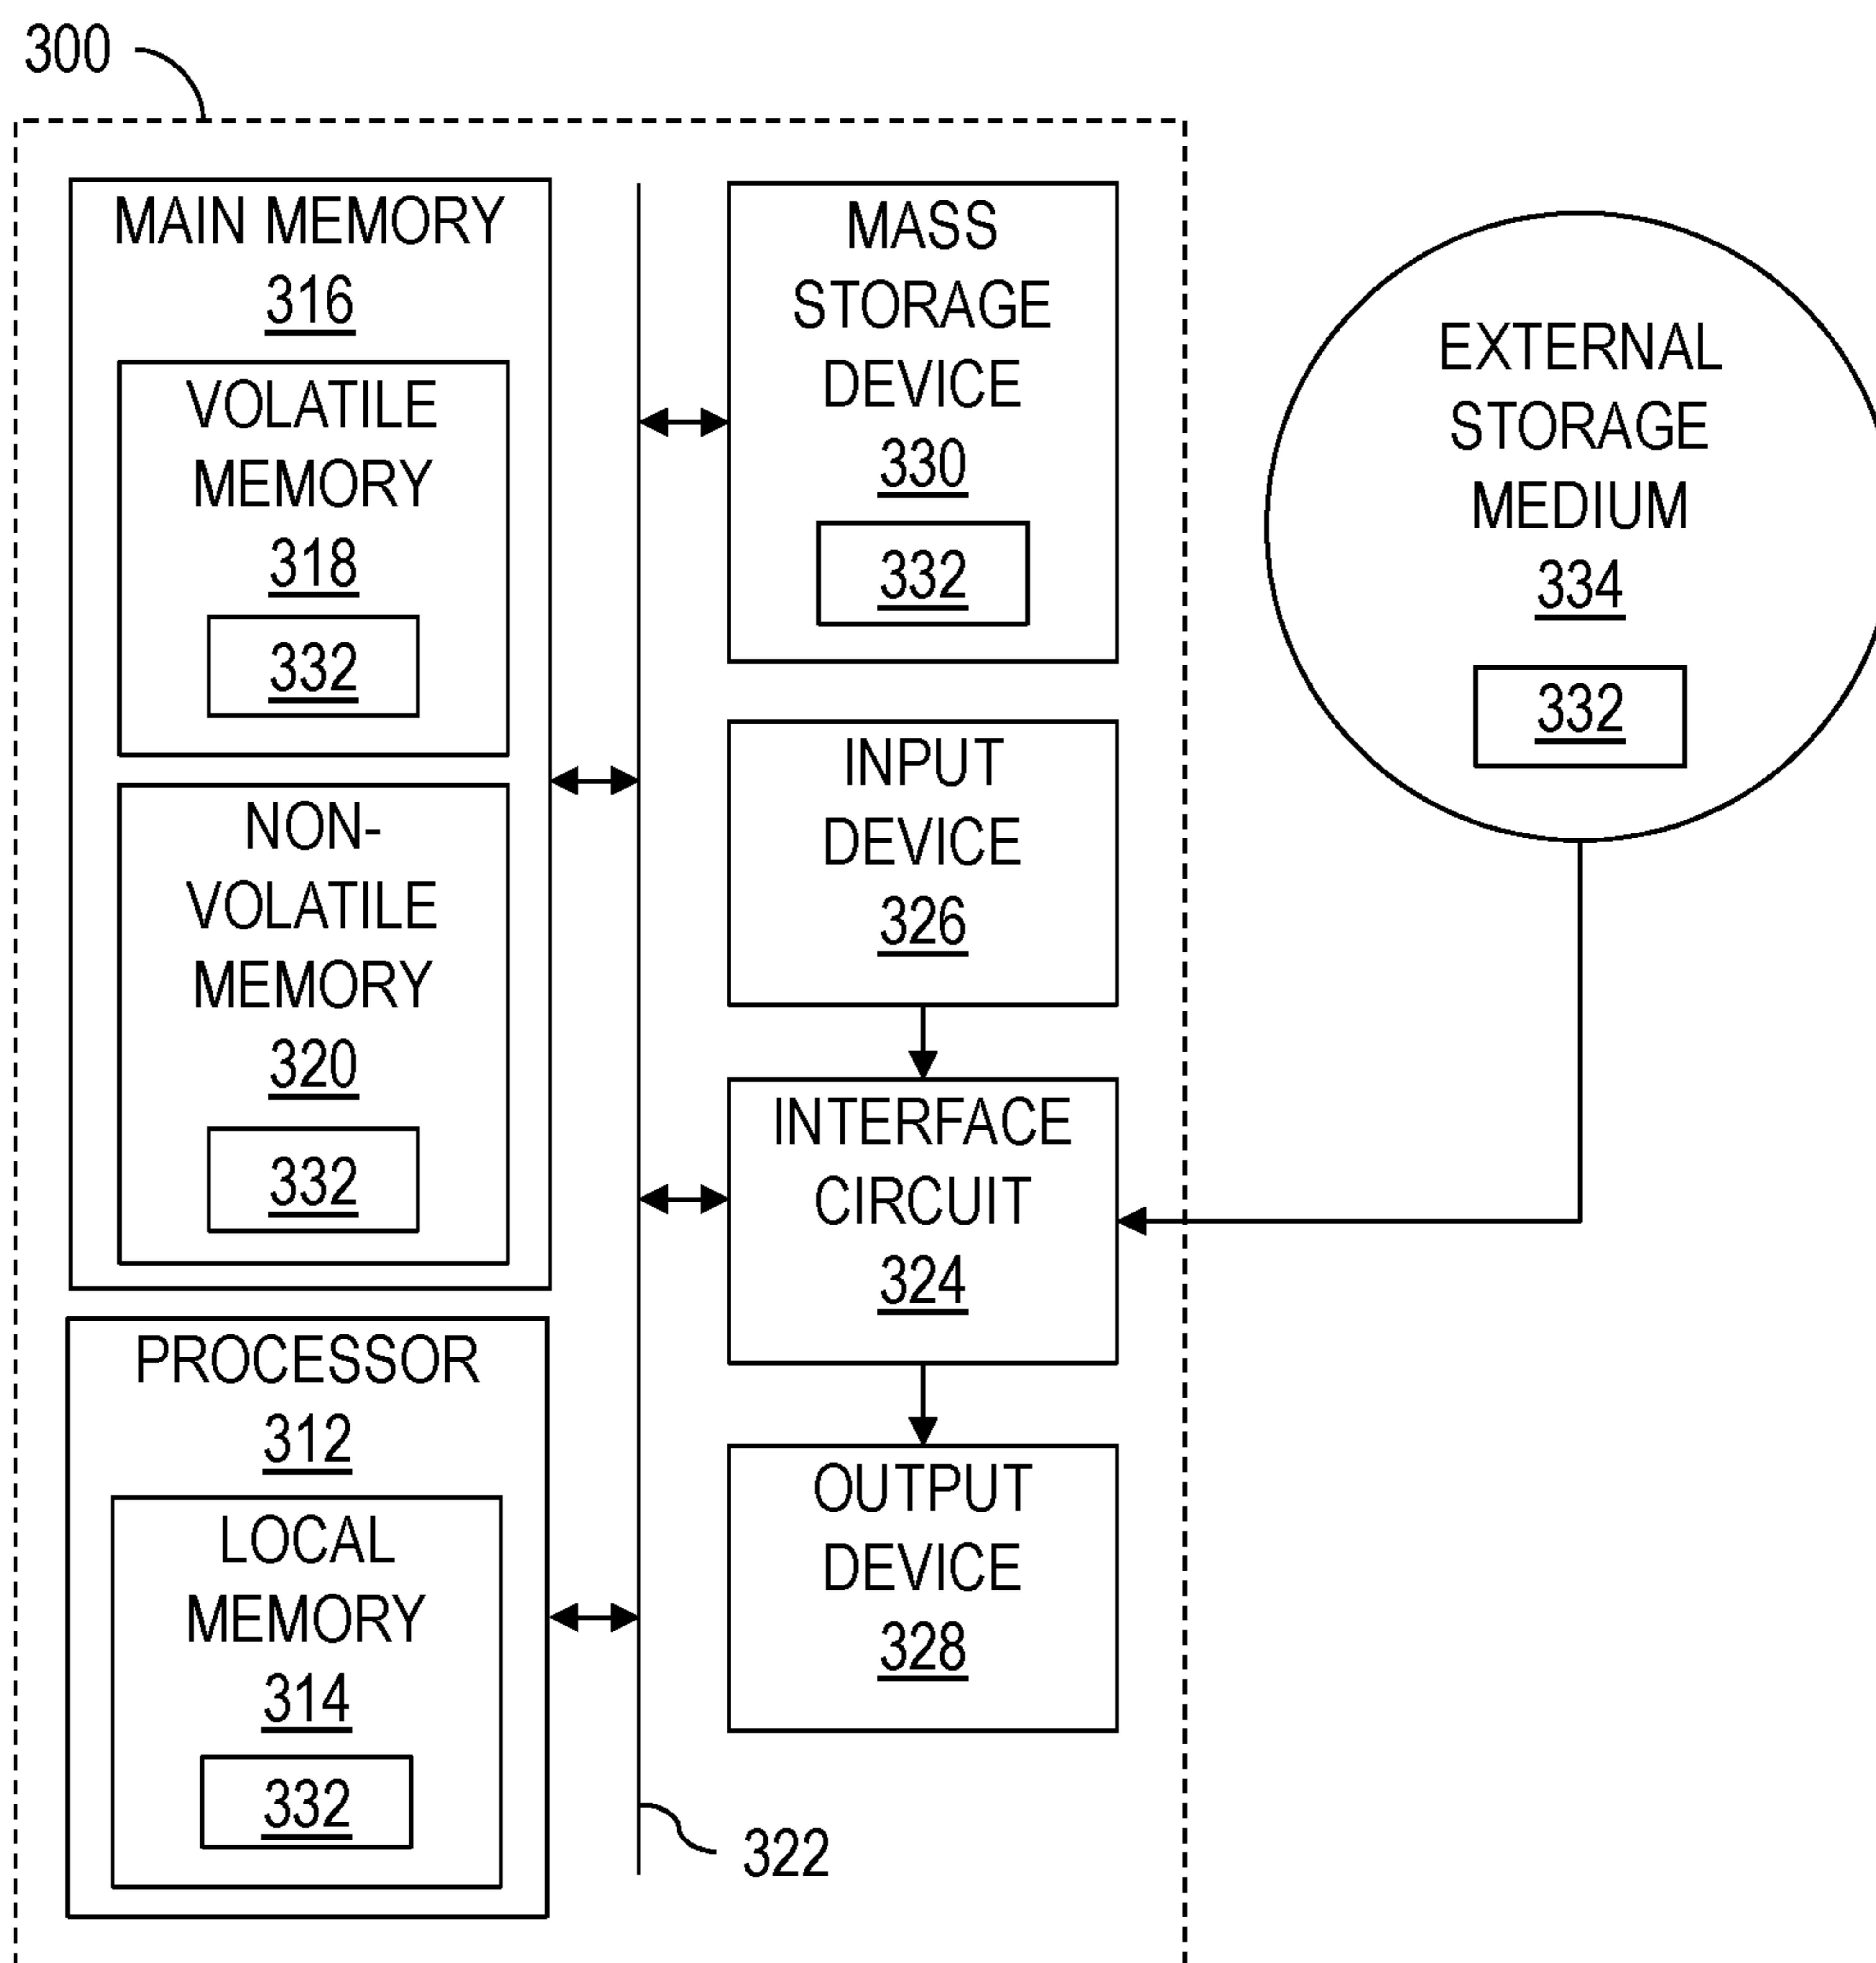 300
MAIN MEMORY
316
VOLATILE
MEMORY
318
332
NON-
VOLATILE
MEMORY
320
332
PROCESSOR
312
LOCAL
MEMORY
314
332
MASS
STORAGE
DEVICE
330
332
INPUT
DEVICE
326
INTERFACE
CIRCUIT
324
OUTPUT
DEVICE
328
322
EXTERNAL
STORAGE
MEDIUM
334
332